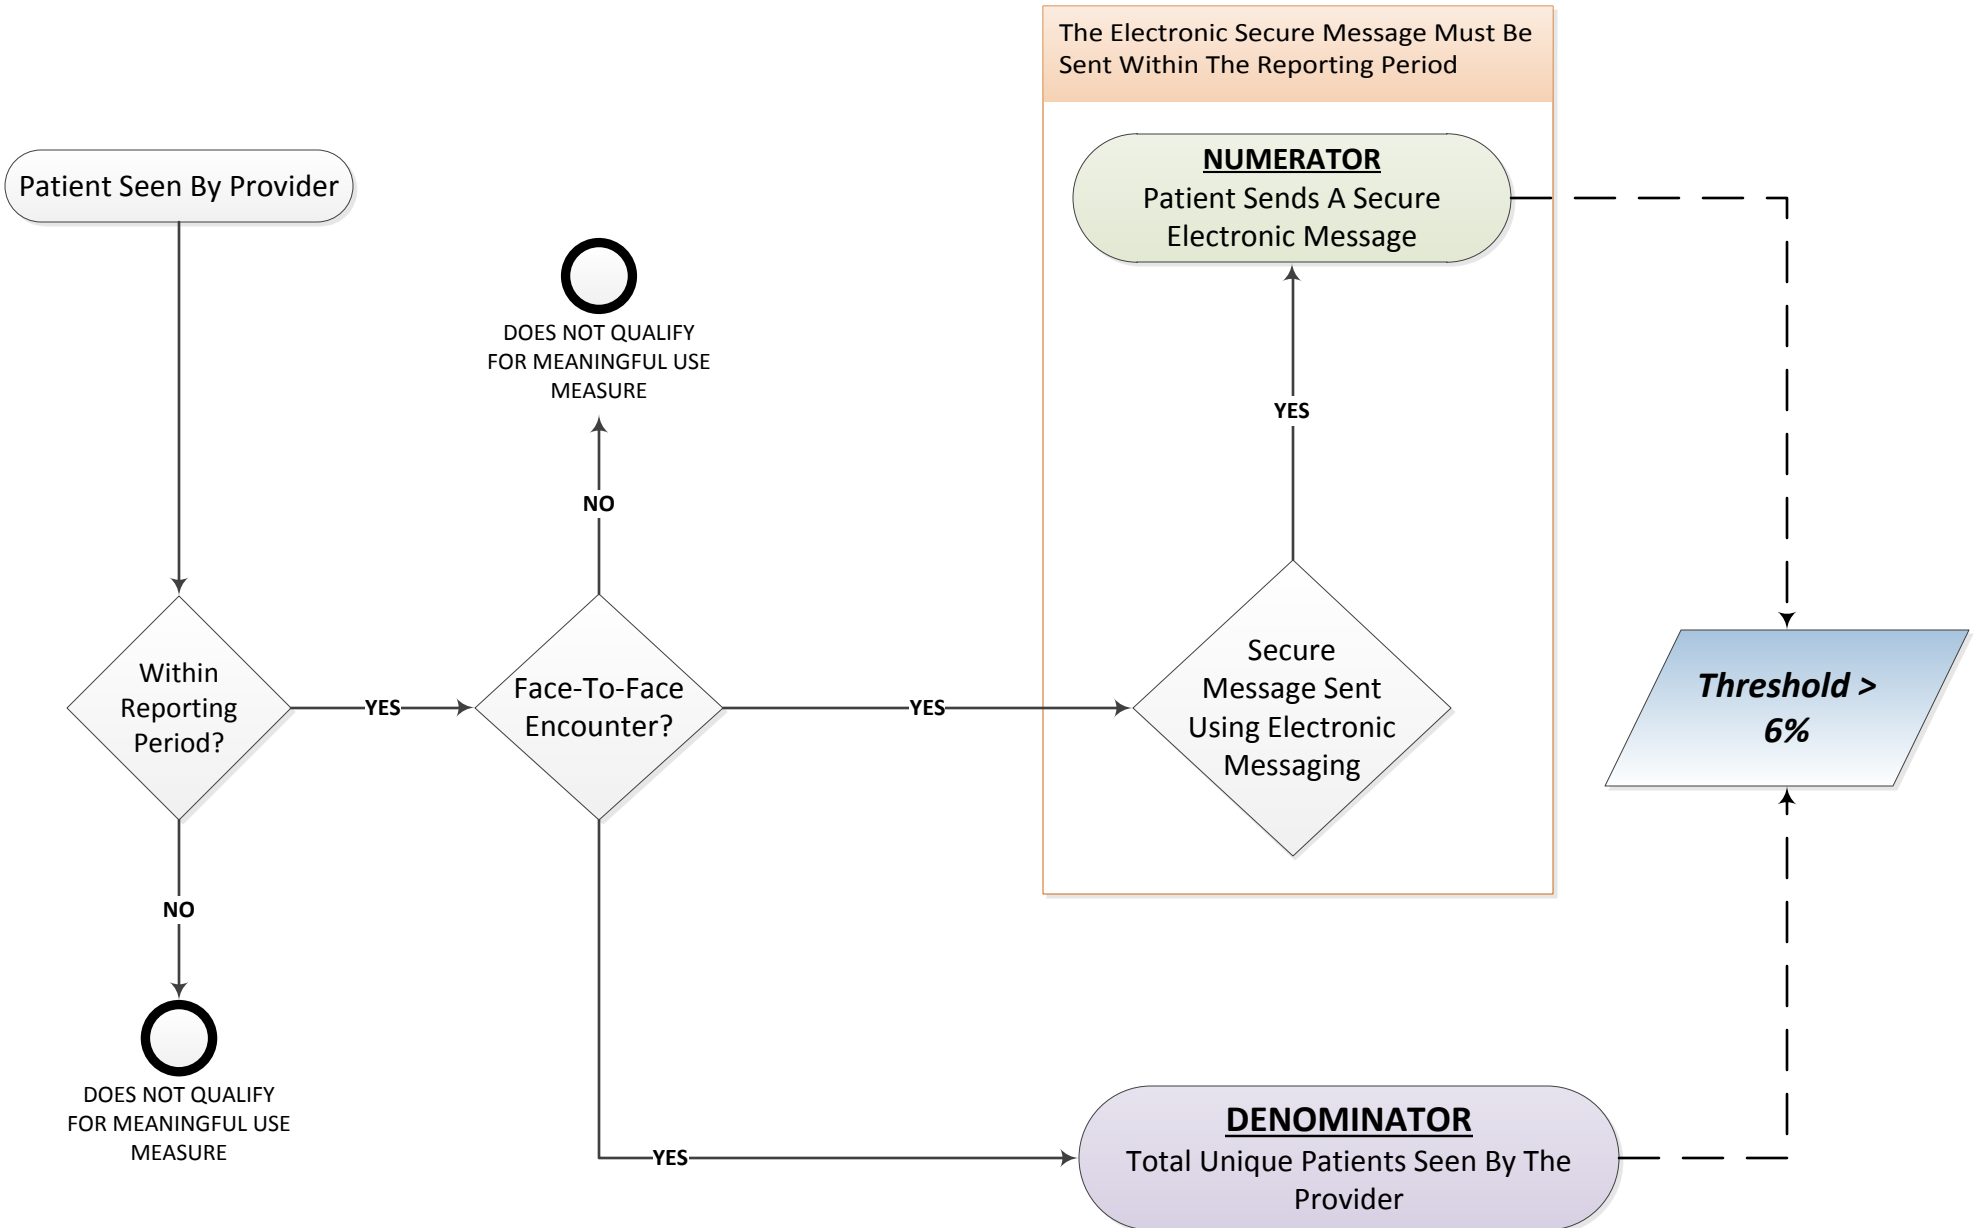 The Electronic Secure Message Must Be
Sent Within The Reporting Period
Patient Seen By Provider
NUMERATOR
Patient Sends A Secure
Electronic Message
DOES NOT QUALIFY
FOR MEANINGFUL USE
MEASURE
YES
NO
Within
Reporting
Period?
YES
Face-To-Face
Encounter?
YES
Secure
Message Sent
Using Electronic
Messaging
Threshold >
6%
NO
DOES NOT QUALIFY
FOR MEANINGFUL USE
MEASURE
YES
DENOMINATOR
Total Unique Patients Seen By The
Provider